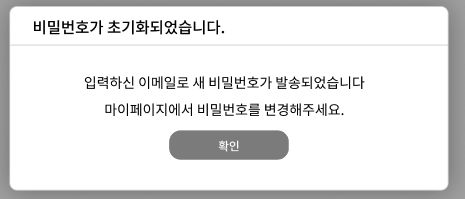 비밀번호가 초기화되었습니다.
입력하신 이메일로 새 비밀번호가 발송되었습니다
마이페이지에서 비밀번호를 변경해주세요.
확인